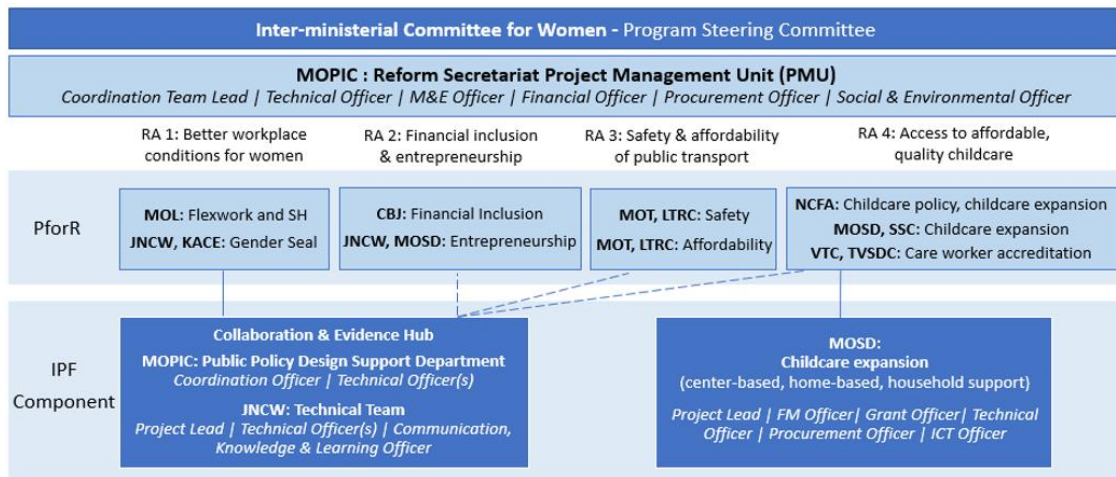 Inter-ministerial Committee for Women - Program Steering Committee
MOPIC : Reform Secretariat Project Management Unit (PMU)
Coordination Team Lead | Technical Officer | M&E Officer | Financial Officer | Procurement Officer | Social & Environmental Officer
RA 1: Better workplace
conditions for women
RA 2: Financial inclusion
& entrepreneurship
RA 3: Safety & affordability
of public transport
RA 4: Access to affordable,
quality childcare
PforR
MOL: Flexwork and SH
JNCW, KACE: Gender Seal
CBJ: Financial Inclusion
JNCW, MOSD: Entrepreneurship
MOT, LTRC: Safety
MOT, LTRC: Affordability
NCFA: Childcare policy, childcare expansion
MOSD, SSC: Childcare expansion
VTC, TVSDC: Care worker accreditation
IPF
Component
Collaboration & Evidence Hub
MOPIC: Public Policy Design Support Department
Coordination Officer | Technical Officer(s)
JNCW: Technical Team
Project Lead | Technical Officer(s) | Communication,
Knowledge & Learning Officer
MOSD:
Childcare expansion
(center-based, home-based, household support)
Project Lead | FM Officer| Grant Officer| Technical
Officer | Procurement Officer | ICT Officer